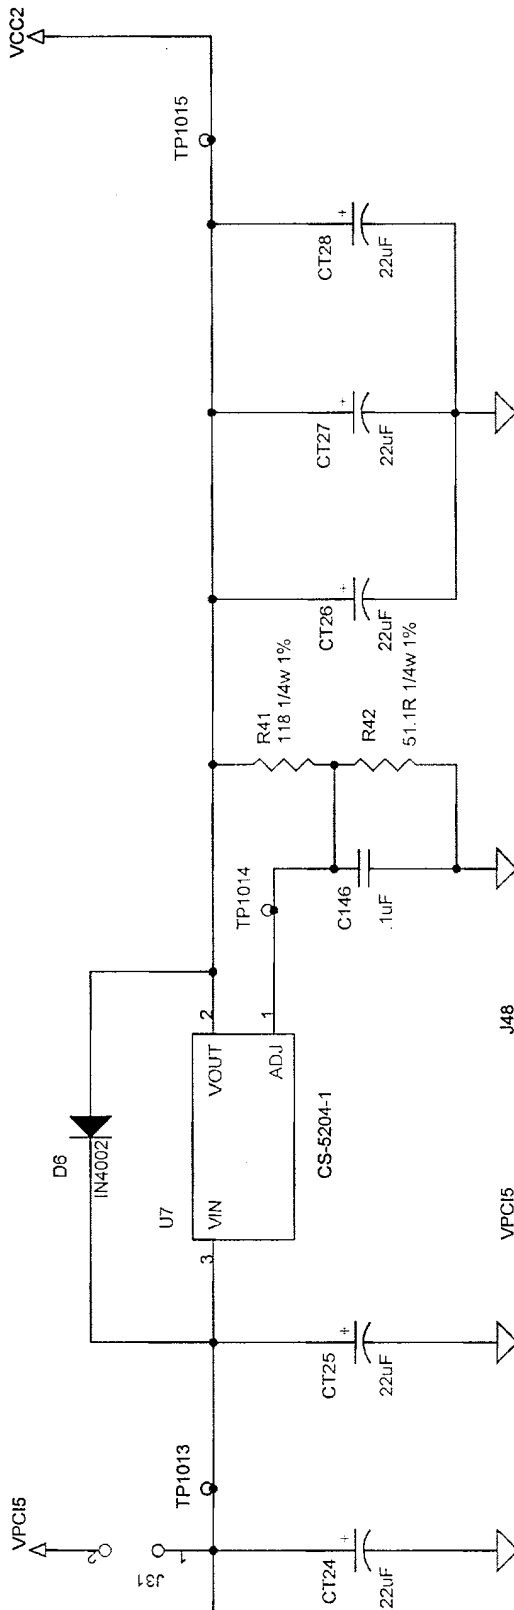 VPCI5
2
J31
1
TP1013
CT24
+
22uF
CT25
+
22uF
D6
IN4002
U7
3
VIN
VOUT
2
ADJ
1
CS-5204-1
VPCI5
J48
TP1014
C146
.1uF
R41
118 1/4w 1%
R42
51.1R 1/4w 1%
CT26
+
22uF
CT27
+
22uF
CT28
+
22uF
TP1015
VCC2